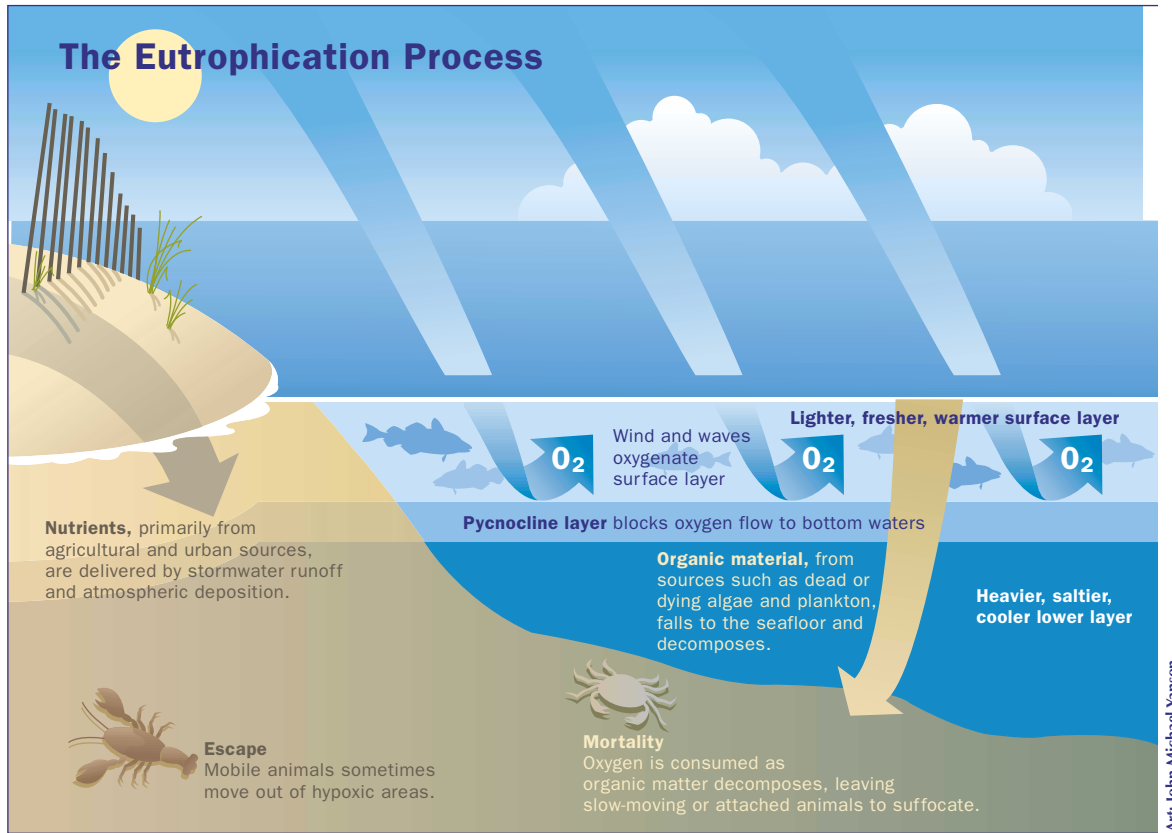 The Eutrophication Process
Lighter, fresher, warmer surface layer
Wind and waves
oxygenate
surface layer
O2
O2
O2
Pycnocline layer blocks oxygen flow to bottom waters
Nutrients, primarily from
agricultural and urban sources,
are delivered by stormwater runoff
and atmospheric deposition.
Organic material, from
sources such as dead or
dying algae and plankton,
falls to the seafloor and
decomposes.
Heavier, saltier,
cooler lower layer
Escape
Mobile animals sometimes
move out of hypoxic areas.
Mortality
Oxygen is consumed as
organic matter decomposes, leaving
slow-moving or attached animals to suffocate.
Art: John Michael Yanson